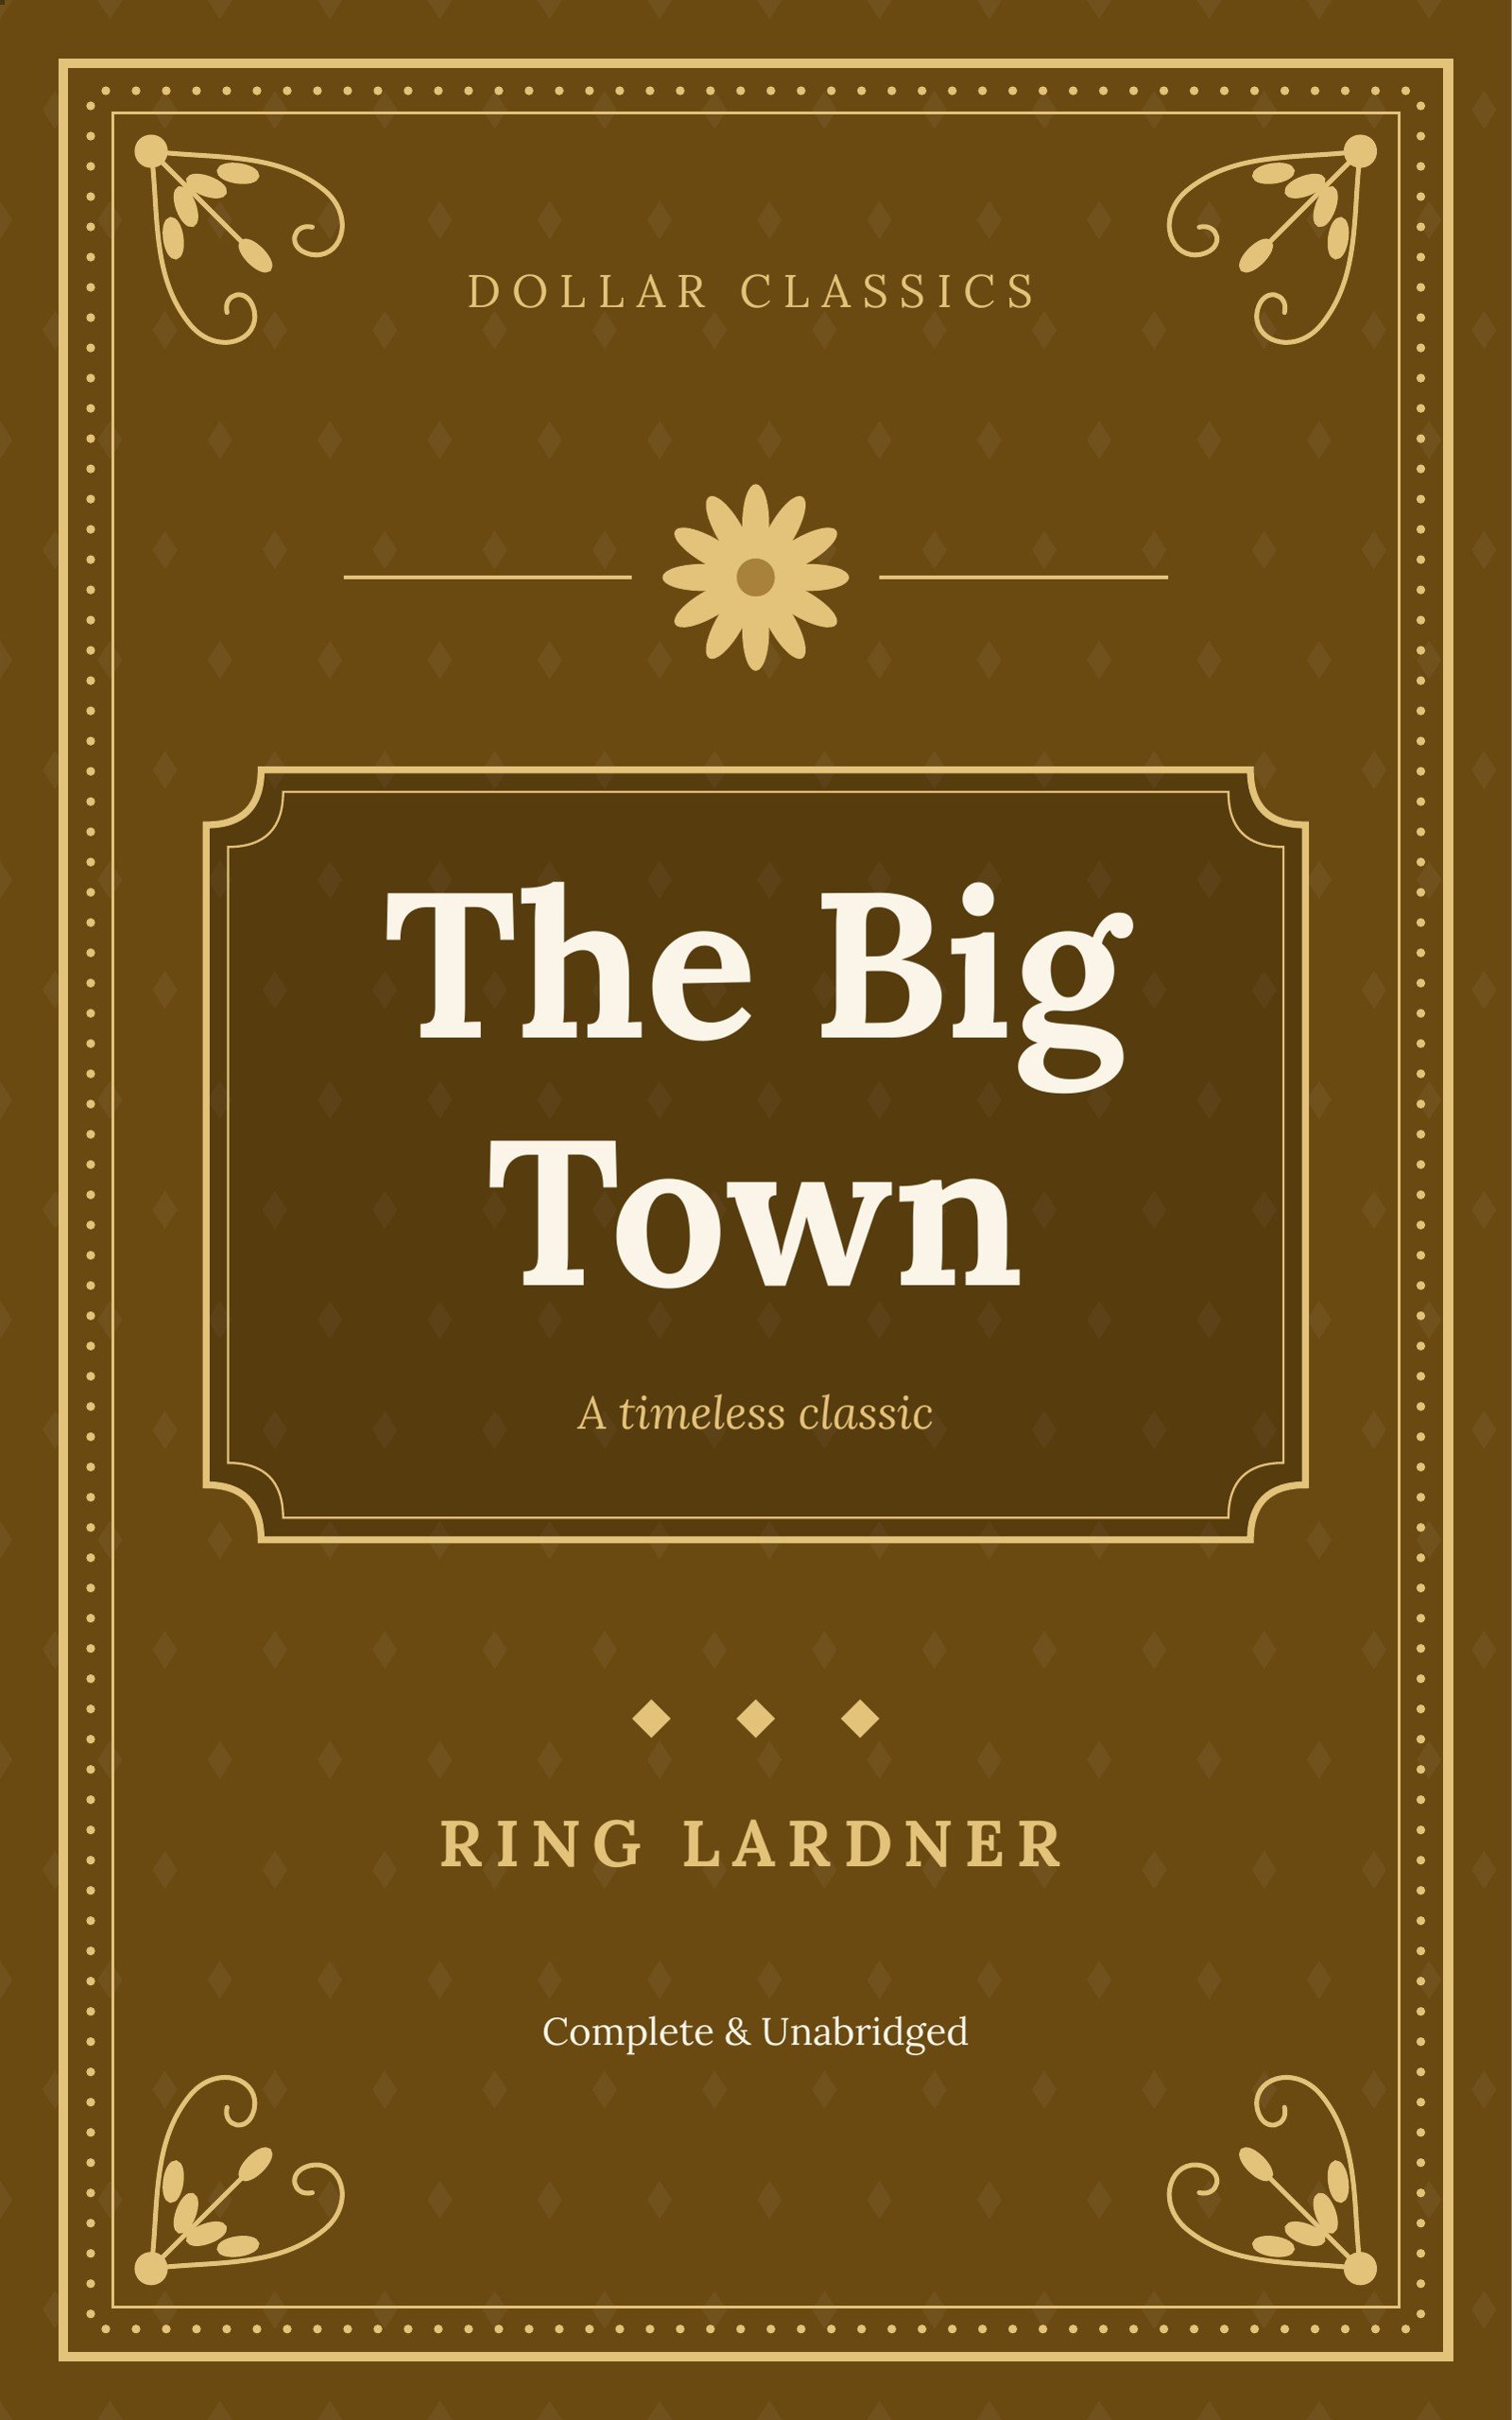 DOLLAR CLASSICS
The Big
Town
A timeless classic
RING LARDNER
Complete & Unabridged